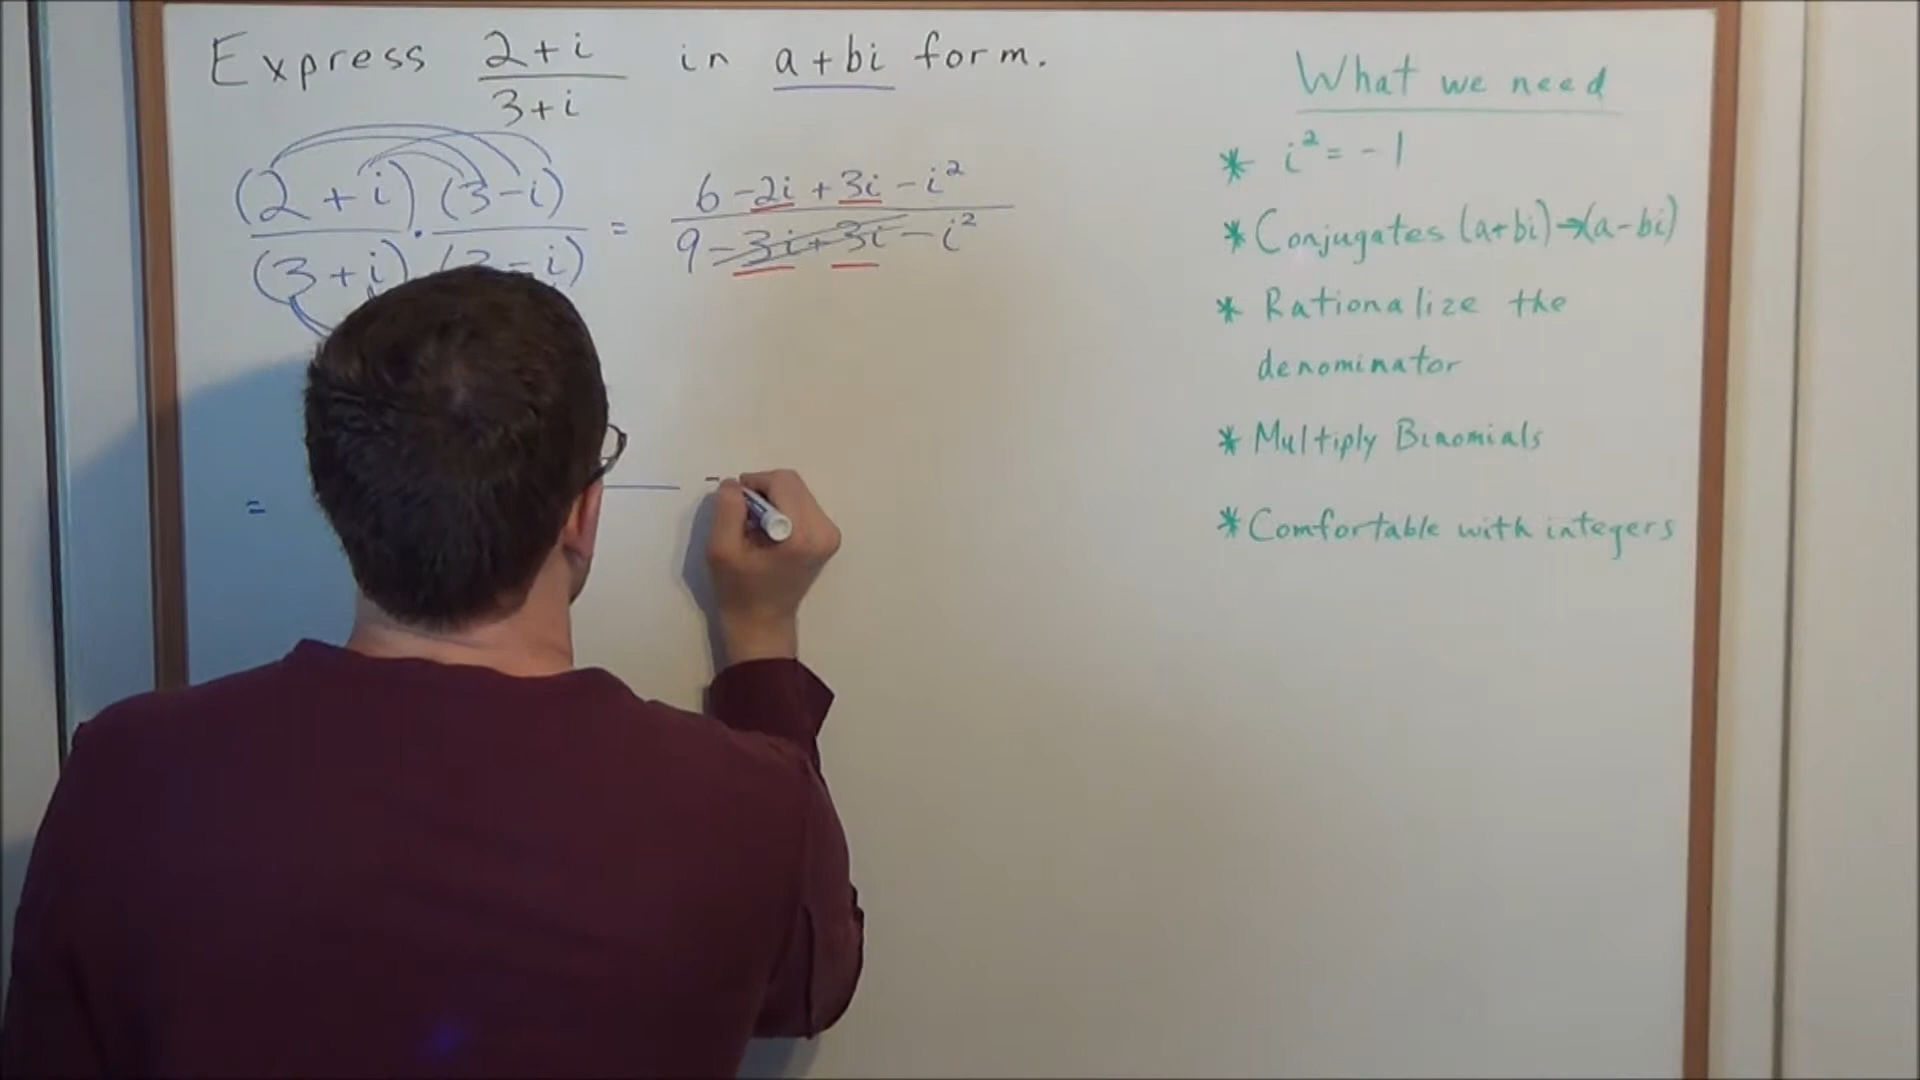 Express 2+i in a+bi form.
3+i
(2+i) · (3-i) = 6-2i+3i-i²
(3+i) -i) 9-3i+3i-i²
=
What we need
* i² = -1
* Conjugates (a+bi)→(a-bi)
* Rationalize the
denominator
* Multiply Binomials
* Comfortable with integers